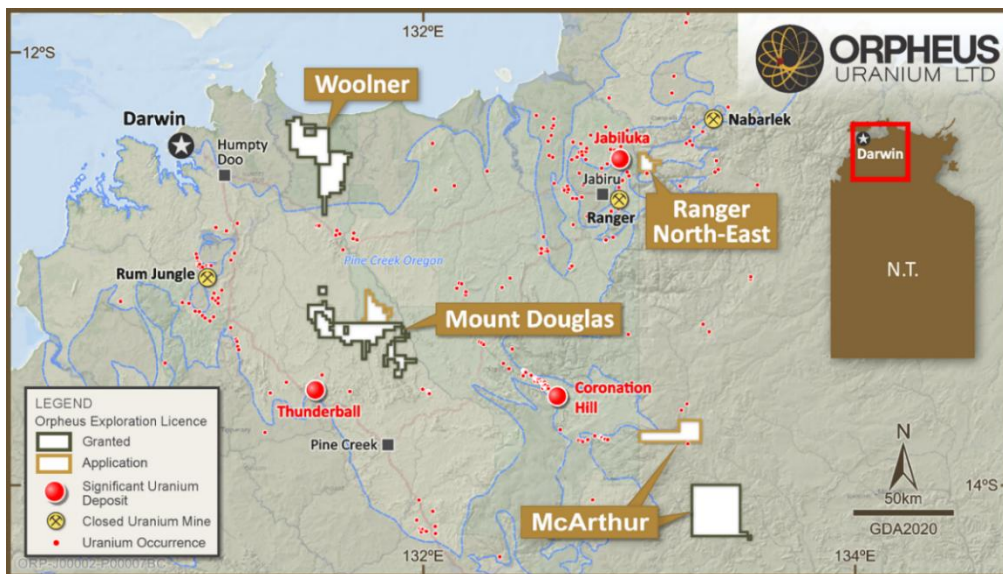 132°E
ORPHEUS
URANIUM LTD
12°S
Woolner
Darwin
Humpty
Doo
Nabarlek
Jabiluka
Jabiru
Ranger
Ranger
North-East
Darwin
N.T.
Pine Creek Oregon
Rum Jungle
Mount Douglas
Thunderball
Coronation
Hill
Pine Creek
McArthur
LEGEND
Orpheus Exploration Licence
Granted
Application
Significant Uranium
Deposit
Closed Uranium Mine
Uranium Occurrence
N
50km
GDA2020
14°S
132°E
134°E